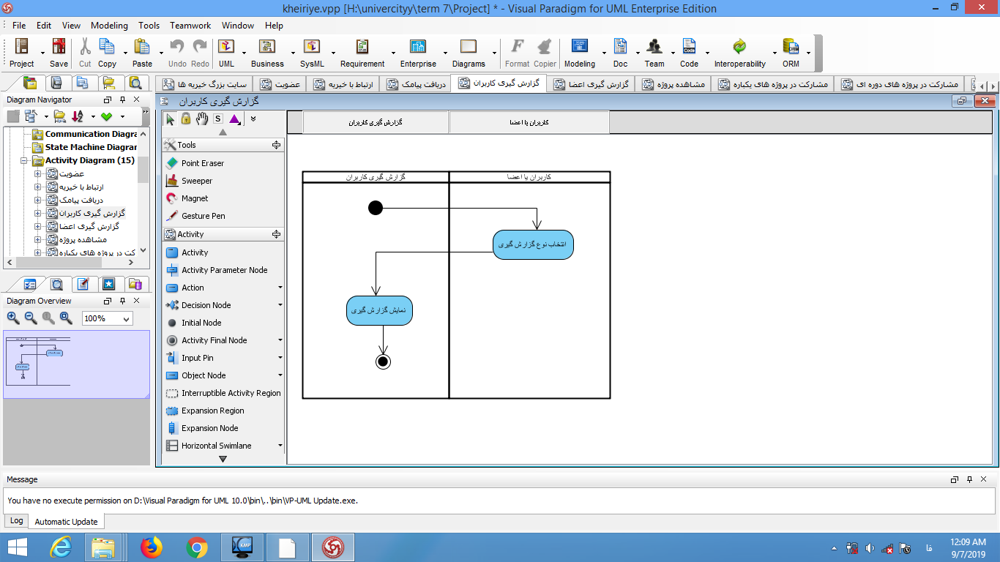 kheiriye.vpp [H:\univercityy\term 7\Project] * - Visual Paradigm for UML Enterprise Edition
File Edit View Modeling Tools Teamwork Window Help
Project Save Cut Copy Paste Undo Redo UML Business SysML Requirement Enterprise Diagrams Format Copier Modeling Doc Team Code Interoperability ORM
سایت بزرگ خیریه ها
عضویت
ارتباط با خیریه
دریافت پیامک
گزارش گیری کاربران
گزارش گیری اعضا
مشاهده پروژه
مشارکت در پروژه های یکباره
مشارکت در پروژه های دوره ای
Diagram Navigator
Communication Diagra
State Machine Diagrar
Activity Diagram (15)
عضویت
ارتباط با خیریه
دریافت پیامک
گزارش گیری کاربران
گزارش گیری اعضا
مشاهده پروژه
کت در پروژه های یکباره
Diagram Overview
100%
گزارش گیری کاربران
S
Tools
Point Eraser
Sweeper
Magnet
Gesture Pen
Activity
Activity
Activity Parameter Node
Action
Decision Node
Initial Node
Activity Final Node
Input Pin
Object Node
Interruptible Activity Region
Expansion Region
Expansion Node
Horizontal Swimlane
گزارش گیری کاربران
کاربران یا اعضا
گزارش گیری کاربران
کاربران یا اعضا
انتخاب نوع گزارش گیری
نمایش گزارش گیری
Message
You have no execute permission on D:\Visual Paradigm for UML 10.0\bin\..\bin\VP-UML Update.exe.
Log Automatic Update
KMP
فا
12:09 AM
9/7/2019